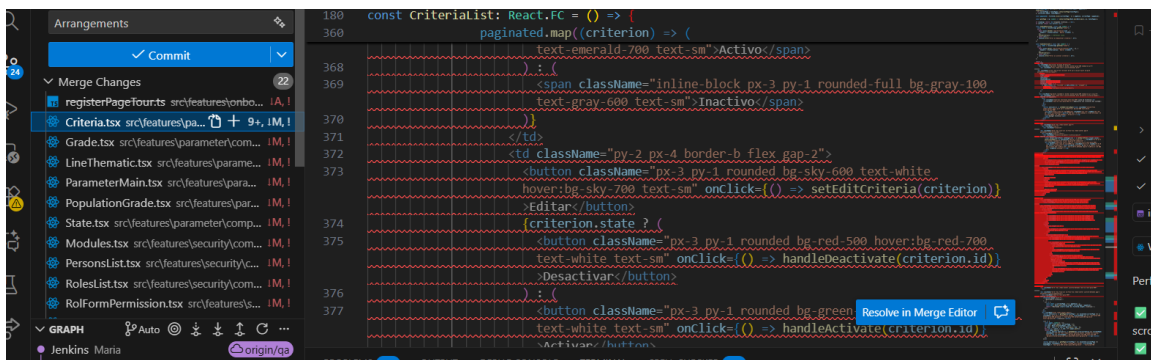 Arrangements
Commit
24
Merge Changes 22
registerPageTour.ts src\features\onbo... ↓A, !
Criteria.tsx src\features\pa... 9+, ↓M, !
Grade.tsx src\features\parameter\com... ↓M, !
LineThematic.tsx src\features\parame... ↓M, !
ParameterMain.tsx src\features\para... ↓M, !
PopulationGrade.tsx src\features\par... ↓M, !
State.tsx src\features\parameter\comp... ↓M, !
Modules.tsx src\features\security\com... ↓M, !
PersonsList.tsx src\features\security\c... ↓M, !
RolesList.tsx src\features\security\com... ↓M, !
RolFormPermission.tsx src\features\s... ↓M, !
GRAPH Auto
Jenkins Maria origin/qa
180 const CriteriaList: React.FC = () => {
360 paginated.map((criterion) => (
text-emerald-700 text-sm">Activo</span>
368 ) : (
369 <span className="inline-block px-3 py-1 rounded-full bg-gray-100
text-gray-600 text-sm">Inactivo</span>
370 )}
371 </td>
372 <td className="py-2 px-4 border-b flex gap-2">
373 <button className="px-3 py-1 rounded bg-sky-600 text-white
hover:bg-sky-700 text-sm" onClick={() => setEditCriteria(criterion)}
>Editar</button>
374 {criterion.state ? (
375 <button className="px-3 py-1 rounded bg-red-500 hover:bg-red-700
text-white text-sm" onClick={() => handleDeactivate(criterion.id)}
>Desactivar</button>
376 ) : (
377 <button className="px-3 py-1 rounded bg-green-
text-white text-sm" onClick={() => handleActivate(criterion.id)}
>Activar</button>
Resolve in Merge Editor
Perf
scro